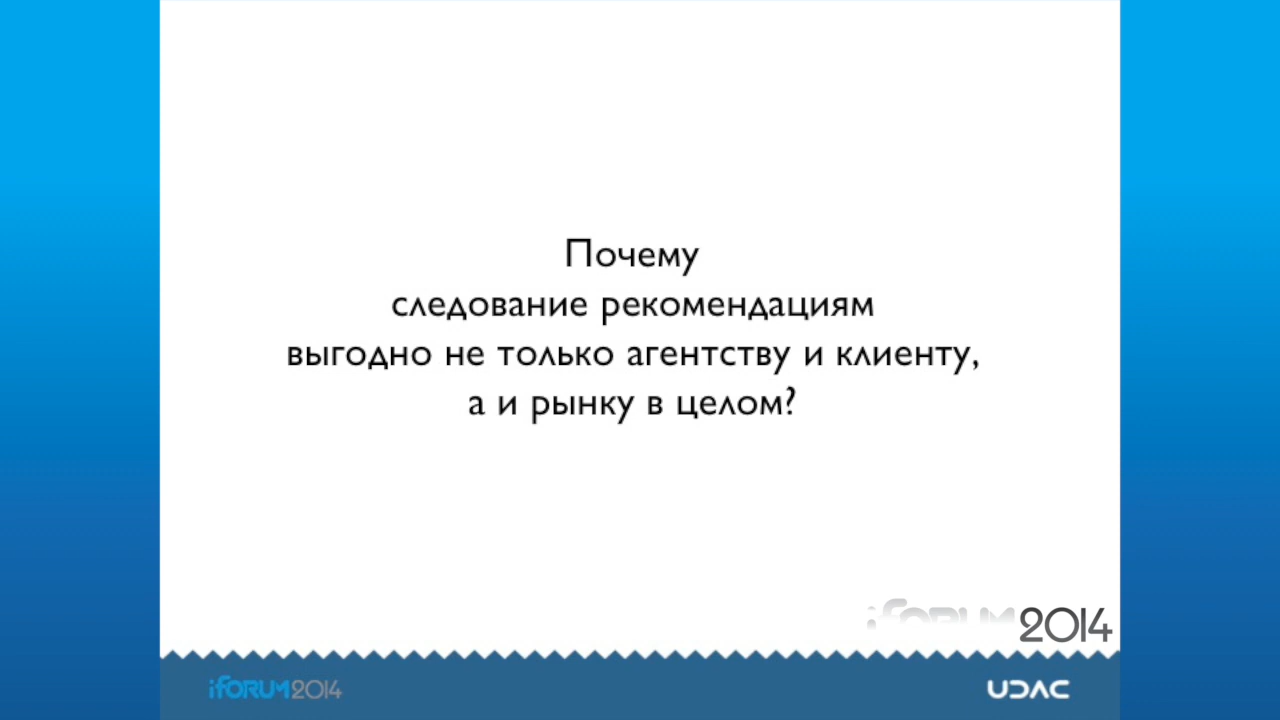 Почему
следование рекомендациям
выгодно не только агентству и клиенту,
а и рынку в целом?
iFORUM2014
iFORUM2014
UDAC